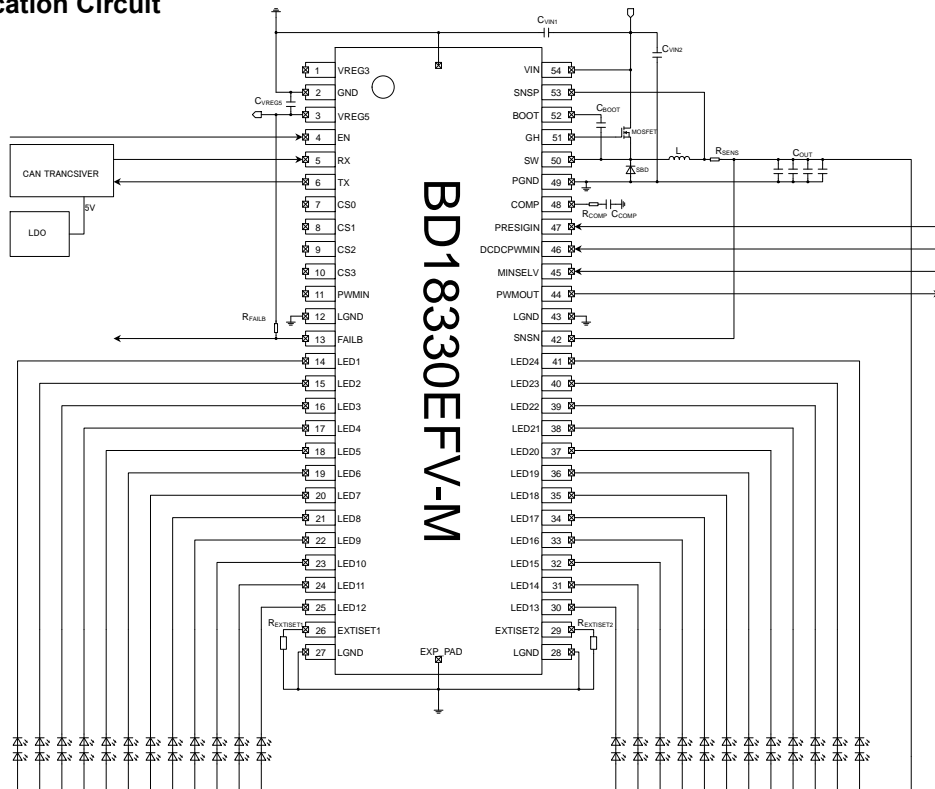 cation Circuit
CVIN1
CVIN2
1 VREG3
2 GND
3 VREG5
4 EN
5 RX
6 TX
7 CS0
8 CS1
9 CS2
10 CS3
11 PWMIN
12 LGND
13 FAILB
14 LED1
15 LED2
16 LED3
17 LED4
18 LED5
19 LED6
20 LED7
21 LED8
22 LED9
23 LED10
24 LED11
25 LED12
26 EXTISET1
27 LGND
CVREG5
CAN TRANCSIVER
5V
LDO
RFAILB
REXTISET1
BD18330EFV-M
EXP_PAD
VIN 54
SNSP 53
BOOT 52
GH 51
SW 50
PGND 49
COMP 48
PRESIGIN 47
DCDCPWMIN 46
MINSELV 45
PWMOUT 44
LGND 43
SNSN 42
LED24 41
LED23 40
LED22 39
LED21 38
LED20 37
LED19 36
LED18 35
LED17 34
LED16 33
LED15 32
LED14 31
LED13 30
EXTISET2 29
LGND 28
CBOOT
MOSFET
L
RSENS
COUT
SBD
RCOMP CCOMP
REXTISET2